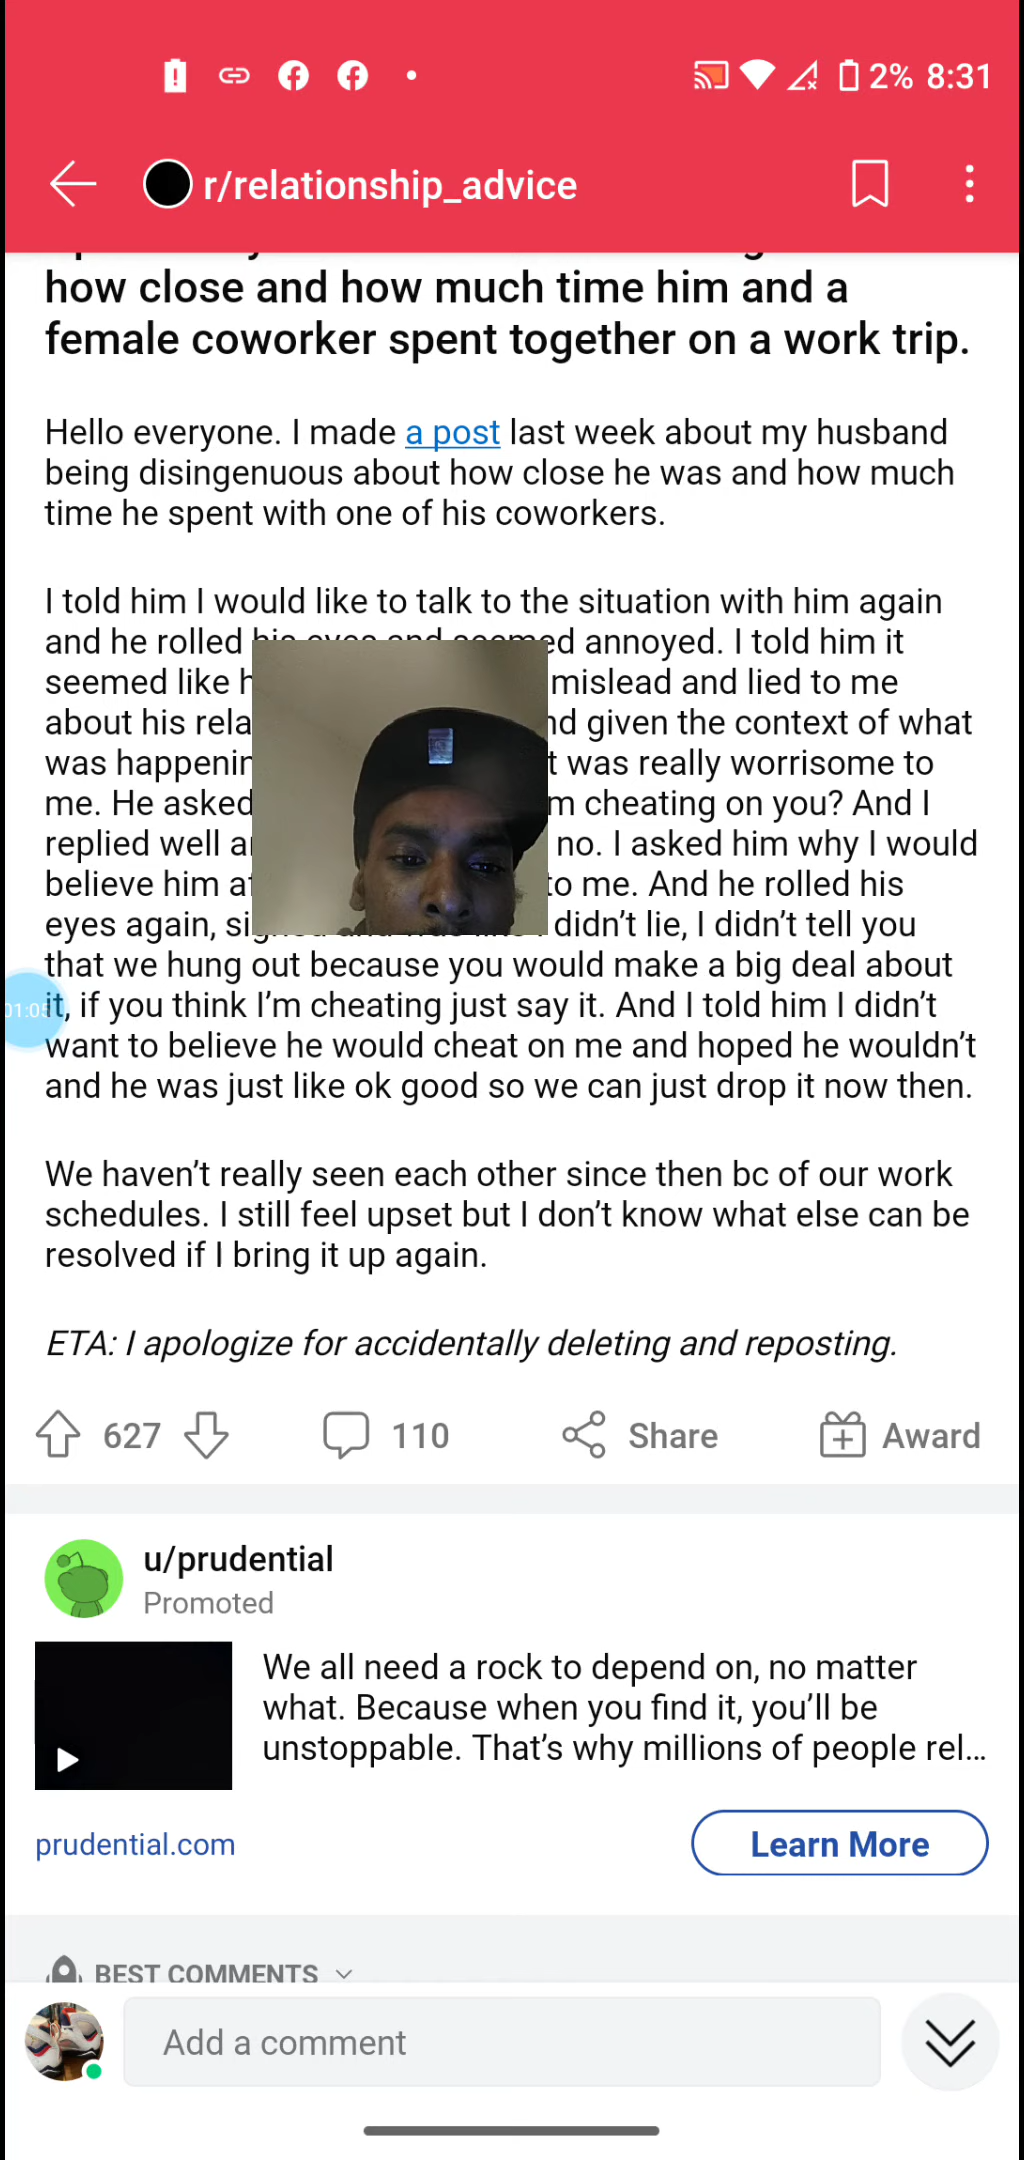 2% 8:31
r/relationship_advice
how close and how much time him and a
female coworker spent together on a work trip.
Hello everyone. I made a post last week about my husband
being disingenuous about how close he was and how much
time he spent with one of his coworkers.
I told him I would like to talk to the situation with him again
and he rolled his eyes and seemed annoyed. I told him it
seemed like mislead and lied to me
about his given the context of what
was was really worrisome to
me. He asked cheating on you? And I
replied well no. I asked him why I would
believe him to me. And he rolled his
eyes again, didn't lie, I didn't tell you
that we hung out because you would make a big deal about
01:05 it, if you think I'm cheating just say it. And I told him I didn't
want to believe he would cheat on me and hoped he wouldn't
and he was just like ok good so we can just drop it now then.
We haven't really seen each other since then bc of our work
schedules. I still feel upset but I don't know what else can be
resolved if I bring it up again.
ETA: I apologize for accidentally deleting and reposting.
627 110 Share Award
u/prudential
Promoted
We all need a rock to depend on, no matter
what. Because when you find it, you'll be
unstoppable. That's why millions of people rel...
prudential.com Learn More
BEST COMMENTS
Add a comment